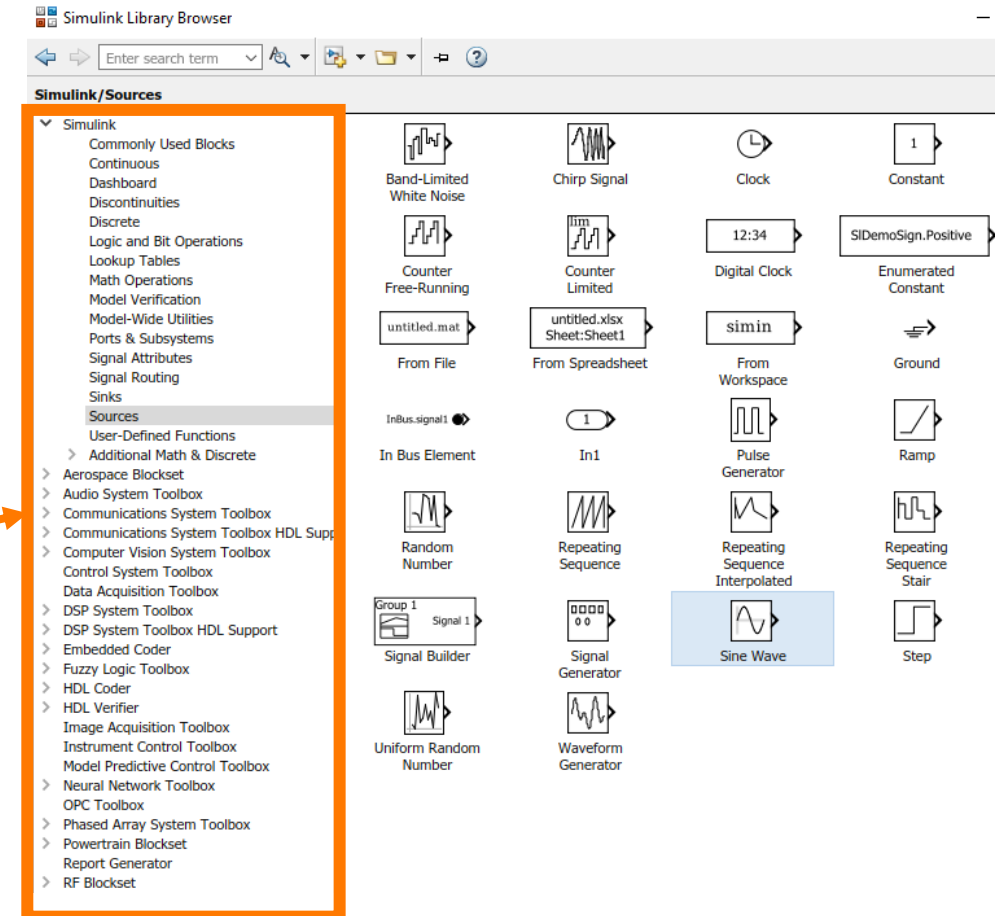 Simulink Library Browser
Enter search term
Simulink/Sources
Simulink
Commonly Used Blocks
Continuous
Dashboard
Discontinuities
Discrete
Logic and Bit Operations
Lookup Tables
Math Operations
Model Verification
Model-Wide Utilities
Ports & Subsystems
Signal Attributes
Signal Routing
Sinks
Sources
User-Defined Functions
Additional Math & Discrete
Aerospace Blockset
Audio System Toolbox
Communications System Toolbox
Communications System Toolbox HDL Supp
Computer Vision System Toolbox
Control System Toolbox
Data Acquisition Toolbox
DSP System Toolbox
DSP System Toolbox HDL Support
Embedded Coder
Fuzzy Logic Toolbox
HDL Coder
HDL Verifier
Image Acquisition Toolbox
Instrument Control Toolbox
Model Predictive Control Toolbox
Neural Network Toolbox
OPC Toolbox
Phased Array System Toolbox
Powertrain Blockset
Report Generator
RF Blockset
Band-Limited
White Noise
Chirp Signal
Clock
1
Constant
Counter
Free-Running
lim
Counter
Limited
12:34
Digital Clock
SlDemoSign.Positive
Enumerated
Constant
untitled.mat
From File
untitled.xlsx
Sheet:Sheet1
From Spreadsheet
simin
From
Workspace
Ground
InBus.signal1
In Bus Element
1
In1
Pulse
Generator
Ramp
Random
Number
Repeating
Sequence
Repeating
Sequence
Interpolated
Repeating
Sequence
Stair
Group 1
Signal 1
Signal Builder
Signal
Generator
Sine Wave
Step
Uniform Random
Number
Waveform
Generator